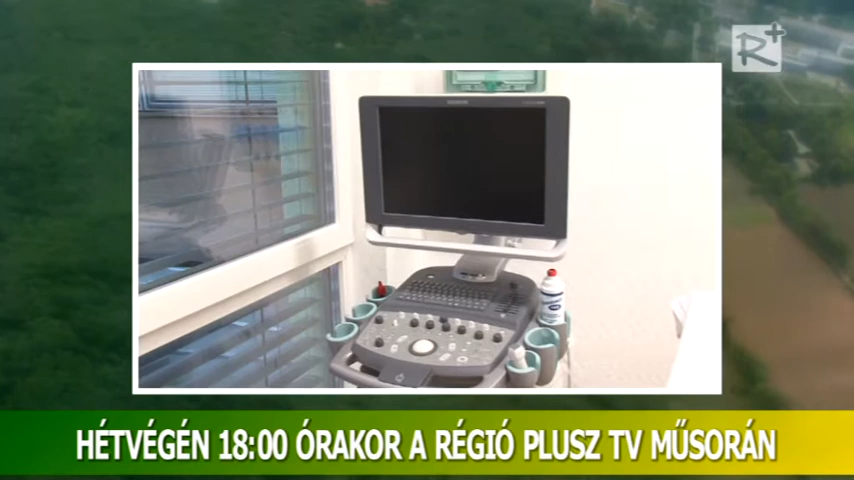 R+
HÉTVÉGÉN 18:00 ÓRAKOR A RÉGIÓ PLUSZ TV MŰSORÁN